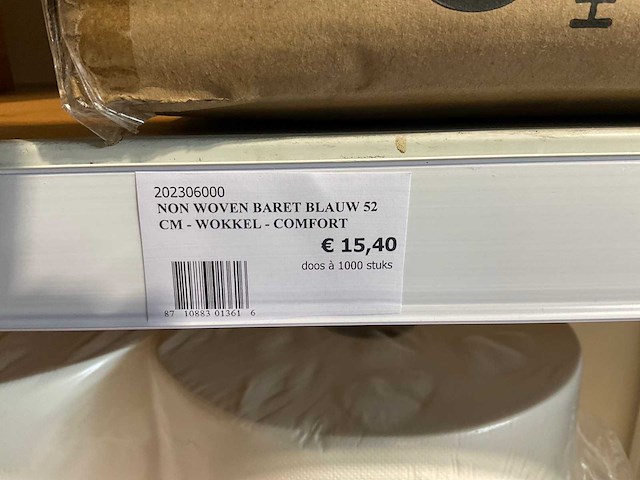 202306000
NON WOVEN BARET BLAUW 52
CM - WOKKEL - COMFORT
€ 15,40
doos à 1000 stuks
87 10883 01361 6